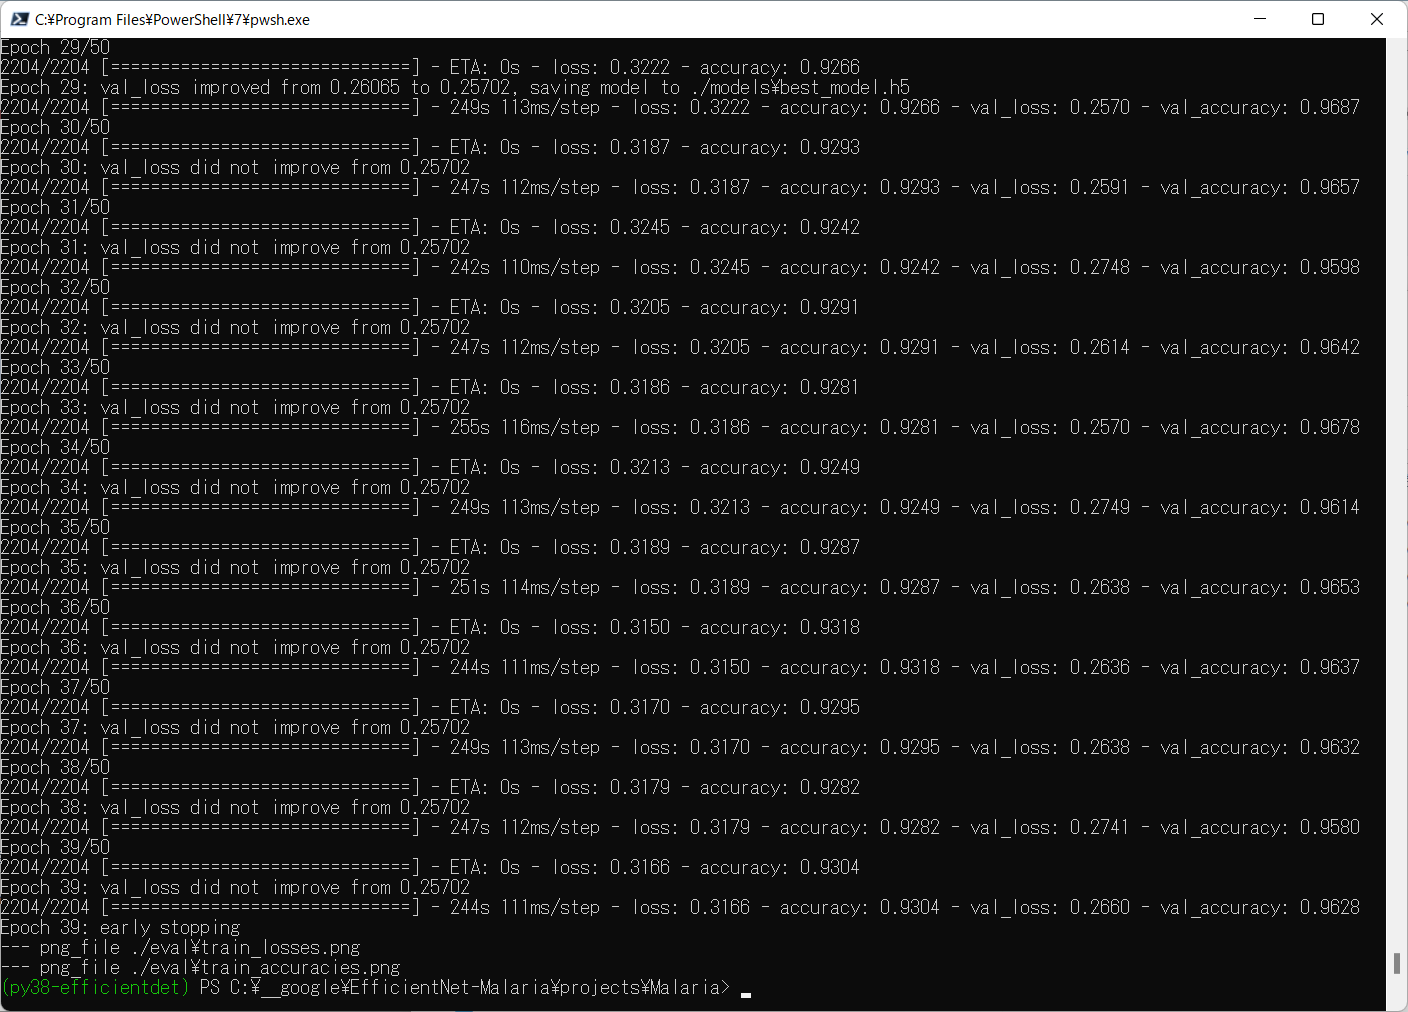 C:¥Program Files¥PowerShell¥7¥pwsh.exe
Epoch 29/50
2204/2204 [==============================] - ETA: 0s - loss: 0.3222 - accuracy: 0.9266
Epoch 29: val_loss improved from 0.26065 to 0.25702, saving model to ./models¥best_model.h5
2204/2204 [==============================] - 249s 113ms/step - loss: 0.3222 - accuracy: 0.9266 - val_loss: 0.2570 - val_accuracy: 0.9687
Epoch 30/50
2204/2204 [==============================] - ETA: 0s - loss: 0.3187 - accuracy: 0.9293
Epoch 30: val_loss did not improve from 0.25702
2204/2204 [==============================] - 247s 112ms/step - loss: 0.3187 - accuracy: 0.9293 - val_loss: 0.2591 - val_accuracy: 0.9657
Epoch 31/50
2204/2204 [==============================] - ETA: 0s - loss: 0.3245 - accuracy: 0.9242
Epoch 31: val_loss did not improve from 0.25702
2204/2204 [==============================] - 242s 110ms/step - loss: 0.3245 - accuracy: 0.9242 - val_loss: 0.2748 - val_accuracy: 0.9598
Epoch 32/50
2204/2204 [==============================] - ETA: 0s - loss: 0.3205 - accuracy: 0.9291
Epoch 32: val_loss did not improve from 0.25702
2204/2204 [==============================] - 247s 112ms/step - loss: 0.3205 - accuracy: 0.9291 - val_loss: 0.2614 - val_accuracy: 0.9642
Epoch 33/50
2204/2204 [==============================] - ETA: 0s - loss: 0.3186 - accuracy: 0.9281
Epoch 33: val_loss did not improve from 0.25702
2204/2204 [==============================] - 255s 116ms/step - loss: 0.3186 - accuracy: 0.9281 - val_loss: 0.2570 - val_accuracy: 0.9678
Epoch 34/50
2204/2204 [==============================] - ETA: 0s - loss: 0.3213 - accuracy: 0.9249
Epoch 34: val_loss did not improve from 0.25702
2204/2204 [==============================] - 249s 113ms/step - loss: 0.3213 - accuracy: 0.9249 - val_loss: 0.2749 - val_accuracy: 0.9614
Epoch 35/50
2204/2204 [==============================] - ETA: 0s - loss: 0.3189 - accuracy: 0.9287
Epoch 35: val_loss did not improve from 0.25702
2204/2204 [==============================] - 251s 114ms/step - loss: 0.3189 - accuracy: 0.9287 - val_loss: 0.2638 - val_accuracy: 0.9653
Epoch 36/50
2204/2204 [==============================] - ETA: 0s - loss: 0.3150 - accuracy: 0.9318
Epoch 36: val_loss did not improve from 0.25702
2204/2204 [==============================] - 244s 111ms/step - loss: 0.3150 - accuracy: 0.9318 - val_loss: 0.2636 - val_accuracy: 0.9637
Epoch 37/50
2204/2204 [==============================] - ETA: 0s - loss: 0.3170 - accuracy: 0.9295
Epoch 37: val_loss did not improve from 0.25702
2204/2204 [==============================] - 249s 113ms/step - loss: 0.3170 - accuracy: 0.9295 - val_loss: 0.2638 - val_accuracy: 0.9632
Epoch 38/50
2204/2204 [==============================] - ETA: 0s - loss: 0.3179 - accuracy: 0.9282
Epoch 38: val_loss did not improve from 0.25702
2204/2204 [==============================] - 247s 112ms/step - loss: 0.3179 - accuracy: 0.9282 - val_loss: 0.2741 - val_accuracy: 0.9580
Epoch 39/50
2204/2204 [==============================] - ETA: 0s - loss: 0.3166 - accuracy: 0.9304
Epoch 39: val_loss did not improve from 0.25702
2204/2204 [==============================] - 244s 111ms/step - loss: 0.3166 - accuracy: 0.9304 - val_loss: 0.2660 - val_accuracy: 0.9628
Epoch 39: early stopping
--- png_file ./eval¥train_losses.png
--- png_file ./eval¥train_accuracies.png
(py38-efficientdet) PS C:¥__google¥EfficientNet-Malaria¥projects¥Malaria>